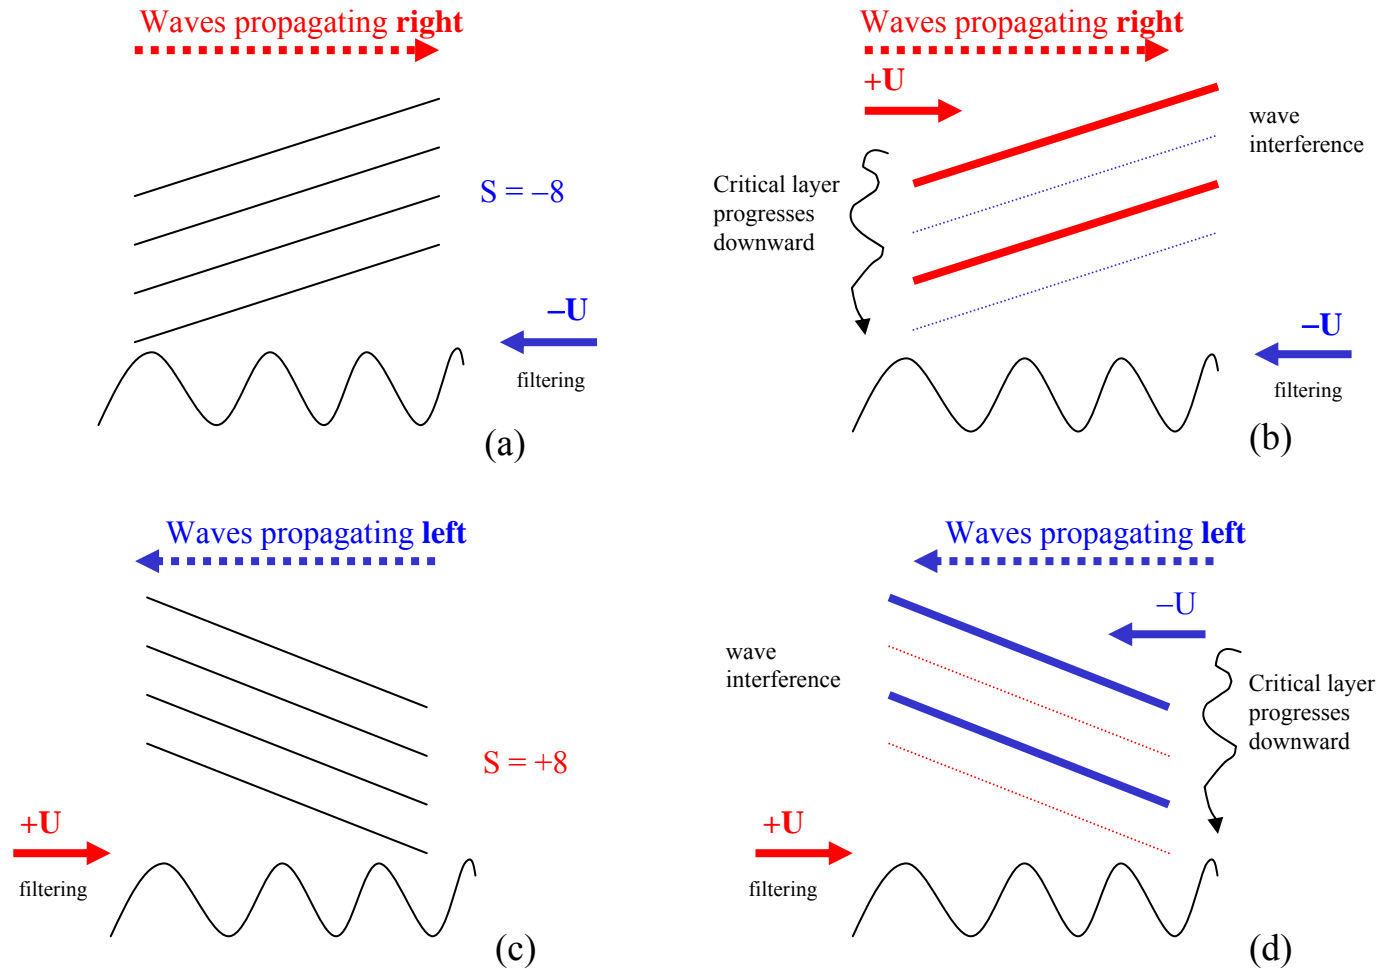 Waves propagating right
S = –8
–U
filtering
(a)
Waves propagating right
+U
wave
interference
Critical layer
progresses
downward
–U
filtering
(b)
Waves propagating left
S = +8
+U
filtering
(c)
Waves propagating left
–U
wave
interference
Critical layer
progresses
downward
+U
filtering
(d)